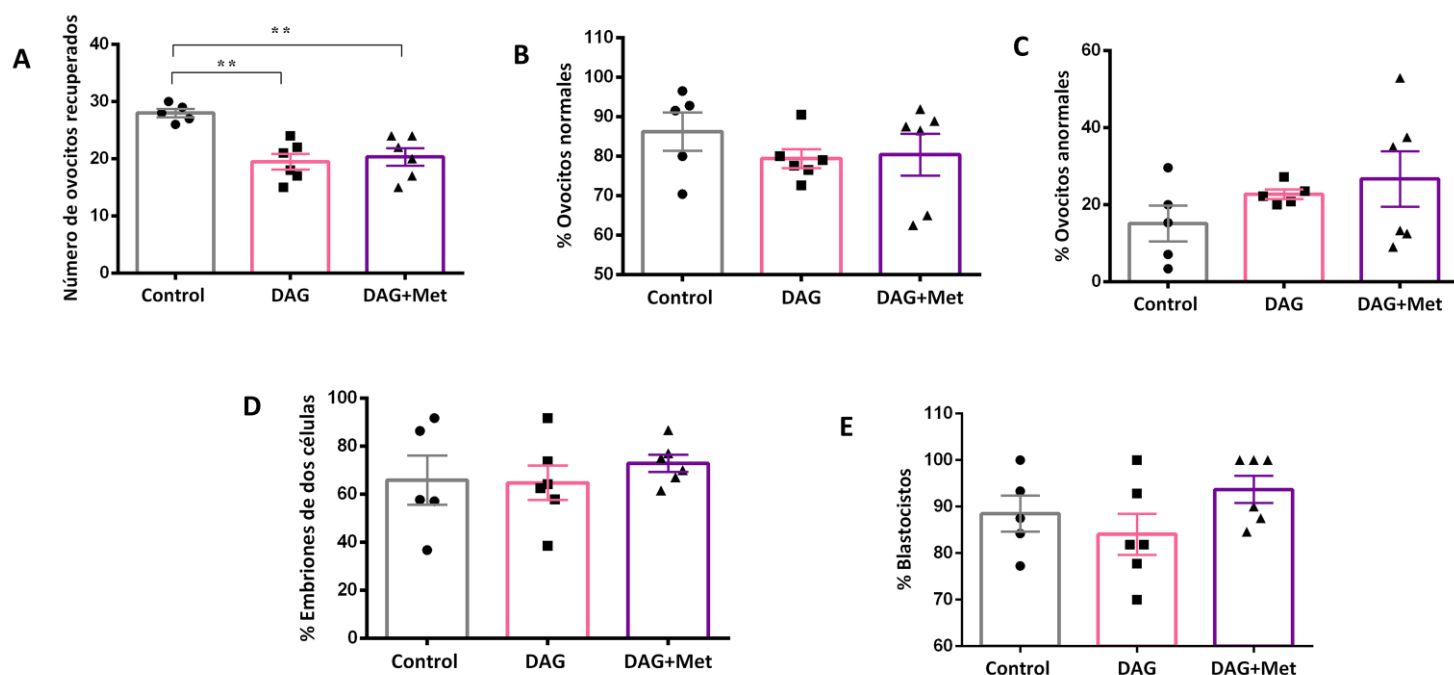 A
Número de ovocitos recuperados
40
30
20
10
0
**
**
Control DAG DAG+Met
B
% Ovocitos normales
110
100
90
80
70
60
50
Control DAG DAG+Met
C
% Ovocitos anormales
60
40
20
0
Control DAG DAG+Met
D
% Embriones de dos células
100
80
60
40
20
0
Control DAG DAG+Met
E
% Blastocistos
110
100
90
80
70
60
Control DAG DAG+Met